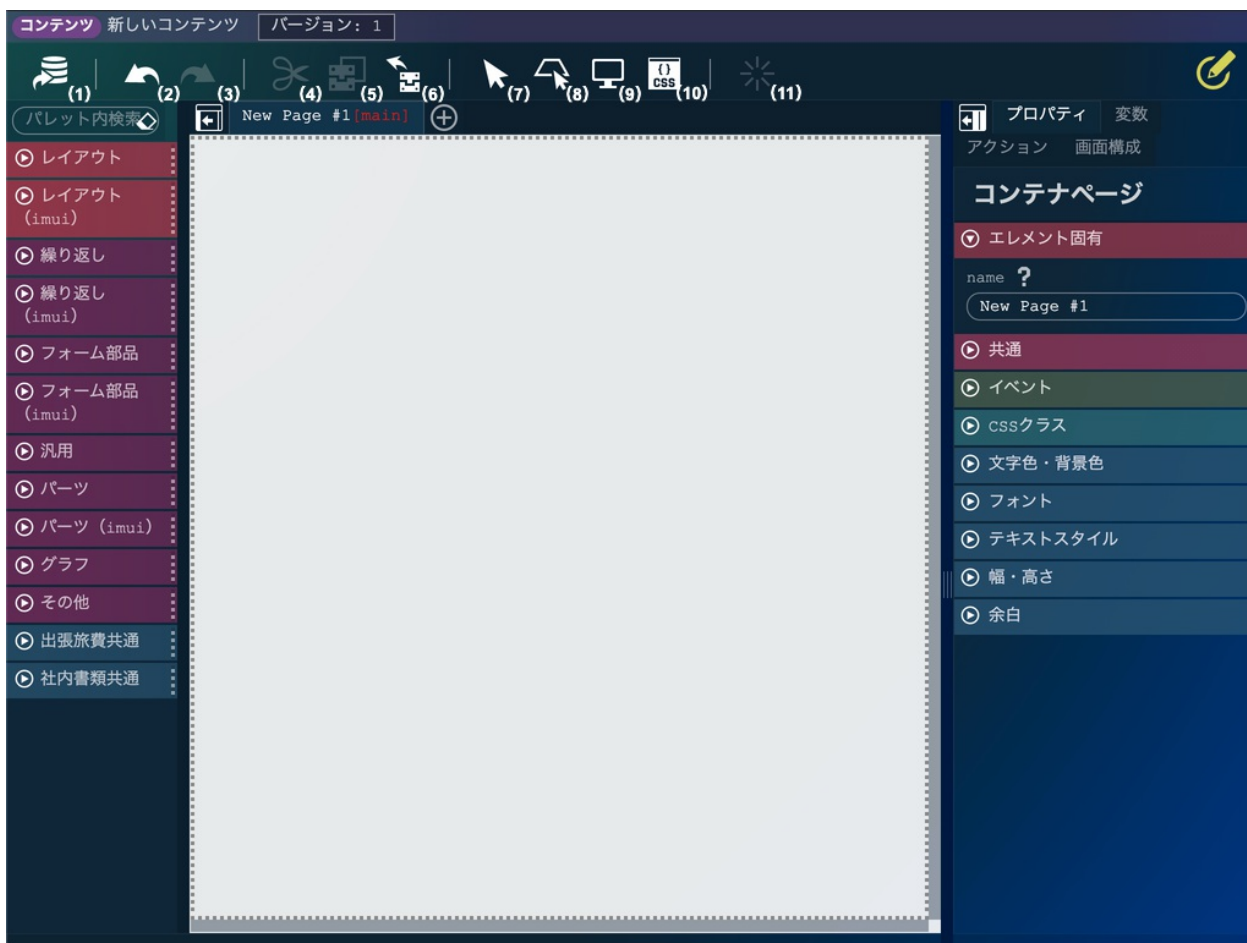 コンテンツ 新しいコンテンツ バージョン: 1
(1) (2) (3) (4) (5) (6) (7) (8) (9) {} CSS (10) (11)
パレット内検索
New Page #1[main]
レイアウト
レイアウト
(imui)
繰り返し
繰り返し
(imui)
フォーム部品
フォーム部品
(imui)
汎用
パーツ
パーツ (imui)
グラフ
その他
出張旅費共通
社内書類共通
プロパティ 変数
アクション 画面構成
コンテナページ
エレメント固有
name ?
New Page #1
共通
イベント
CSSクラス
文字色・背景色
フォント
テキストスタイル
幅・高さ
余白